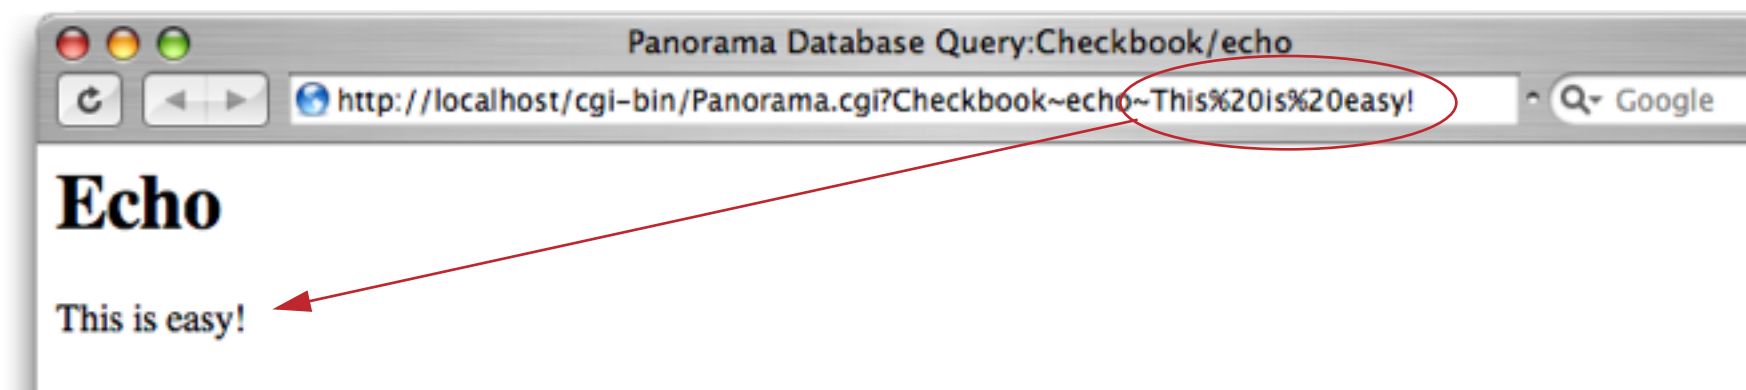 Panorama Database Query:Checkbook/echo
http://localhost/cgi-bin/Panorama.cgi?Checkbook~echo~This%20is%20easy!
Google
Echo
This is easy!